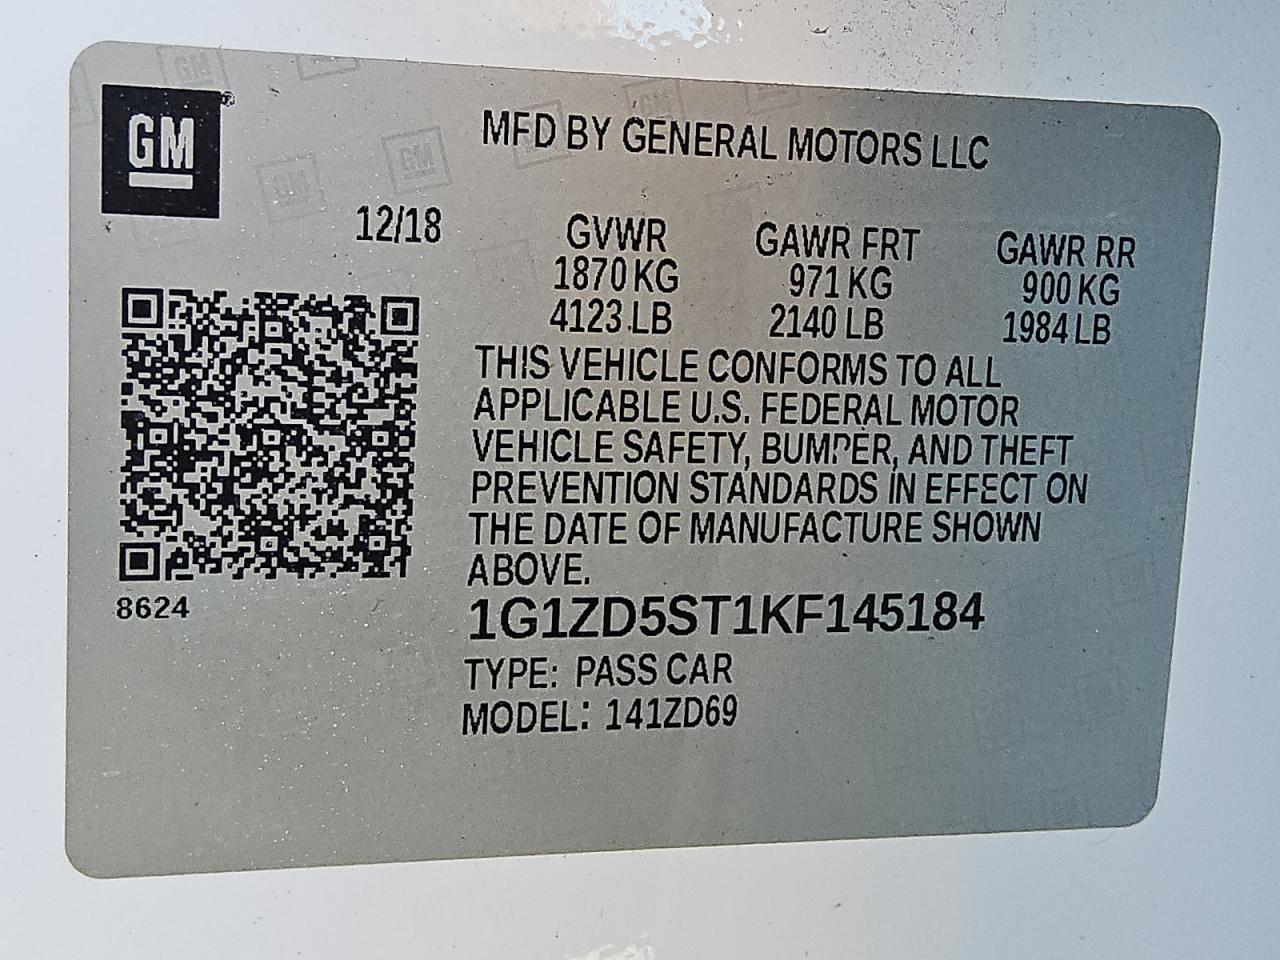 GM
MFD BY GENERAL MOTORS LLC
12/18
GVWR GAWR FRT GAWR RR
1870 KG 971 KG 900 KG
4123 LB 2140 LB 1984 LB
THIS VEHICLE CONFORMS TO ALL
APPLICABLE U.S. FEDERAL MOTOR
VEHICLE SAFETY, BUMPER, AND THEFT
PREVENTION STANDARDS IN EFFECT ON
THE DATE OF MANUFACTURE SHOWN
ABOVE.
8624
1G1ZD5ST1KF145184
TYPE: PASS CAR
MODEL: 141ZD69